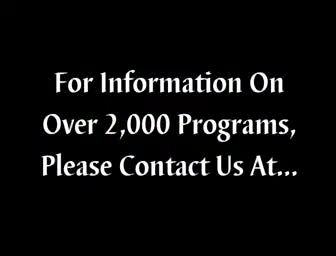 For Information On
Over 2,000 Programs,
Please Contact Us At...